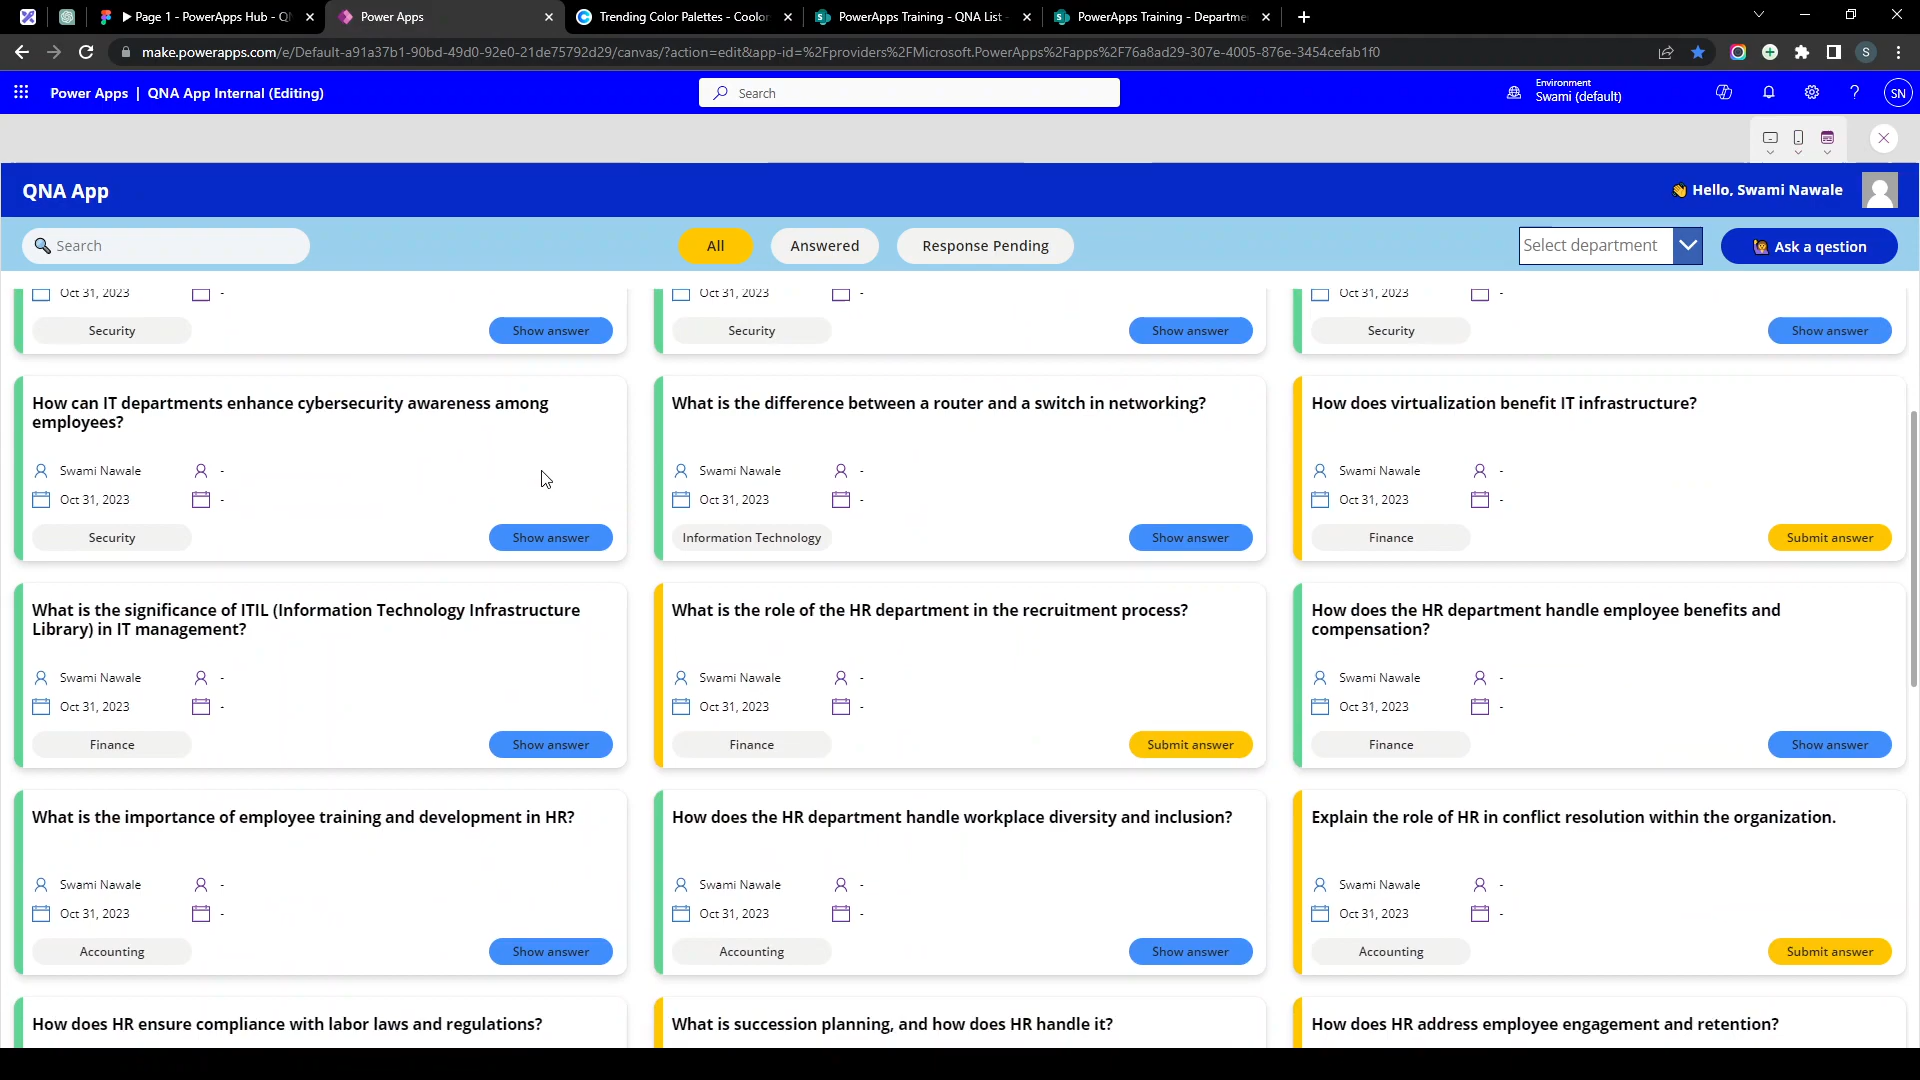 Page 1 - PowerApps Hub - QN
Power Apps
Trending Color Palettes - Coolor
PowerApps Training - QNA List -
PowerApps Training - Departme
make.powerapps.com/e/Default-a91a37b1-90bd-49d0-92e0-21de75792d29/canvas/?action=edit&app-id=%2Fproviders%2FMicrosoft.PowerApps%2Fapps%2F76a8ad29-307e-4005-876e-3454cefab1f0
S
Power Apps | QNA App Internal (Editing)
Search
Environment
Swami (default)
SN
QNA App
Hello, Swami Nawale
Search
All
Answered
Response Pending
Select department
Ask a qestion
Oct 31, 2023 -
Oct 31, 2023 -
Oct 31, 2023 -
Security Show answer
Security Show answer
Security Show answer
How can IT departments enhance cybersecurity awareness among
employees?
Swami Nawale -
Oct 31, 2023 -
Security Show answer
What is the difference between a router and a switch in networking?
Swami Nawale -
Oct 31, 2023 -
Information Technology Show answer
How does virtualization benefit IT infrastructure?
Swami Nawale -
Oct 31, 2023 -
Finance Submit answer
What is the significance of ITIL (Information Technology Infrastructure
Library) in IT management?
Swami Nawale -
Oct 31, 2023 -
Finance Show answer
What is the role of the HR department in the recruitment process?
Swami Nawale -
Oct 31, 2023 -
Finance Submit answer
How does the HR department handle employee benefits and
compensation?
Swami Nawale -
Oct 31, 2023 -
Finance Show answer
What is the importance of employee training and development in HR?
Swami Nawale -
Oct 31, 2023 -
Accounting Show answer
How does the HR department handle workplace diversity and inclusion?
Swami Nawale -
Oct 31, 2023 -
Accounting Show answer
Explain the role of HR in conflict resolution within the organization.
Swami Nawale -
Oct 31, 2023 -
Accounting Submit answer
How does HR ensure compliance with labor laws and regulations?
What is succession planning, and how does HR handle it?
How does HR address employee engagement and retention?